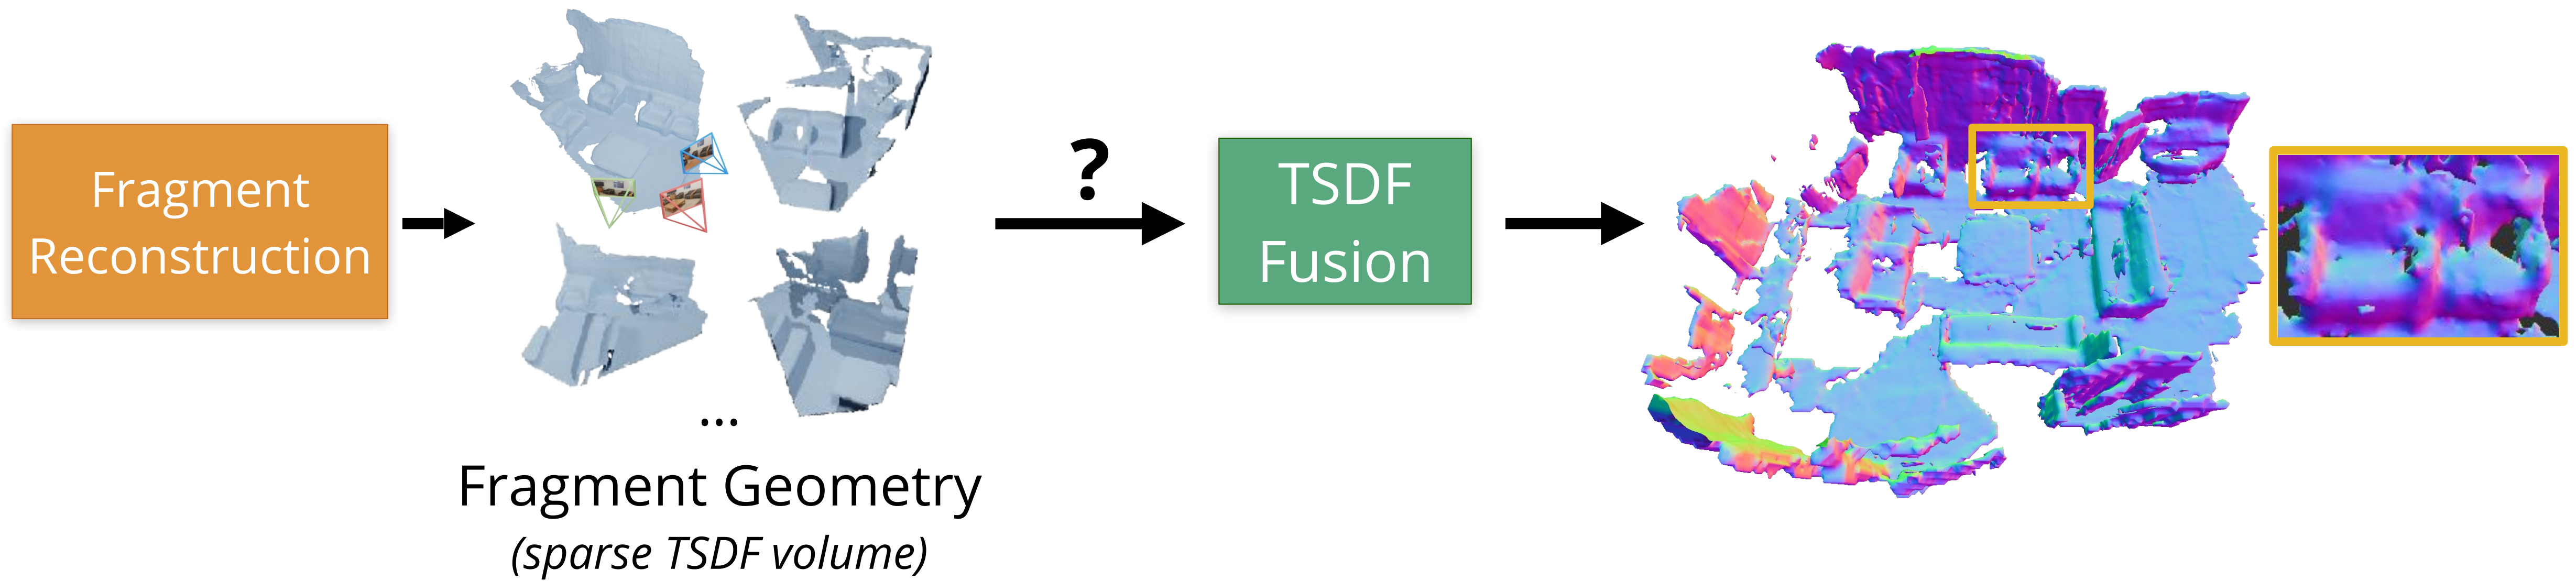 Fragment
Reconstruction
...
Fragment Geometry
(sparse TSDF volume)
?
TSDF
Fusion